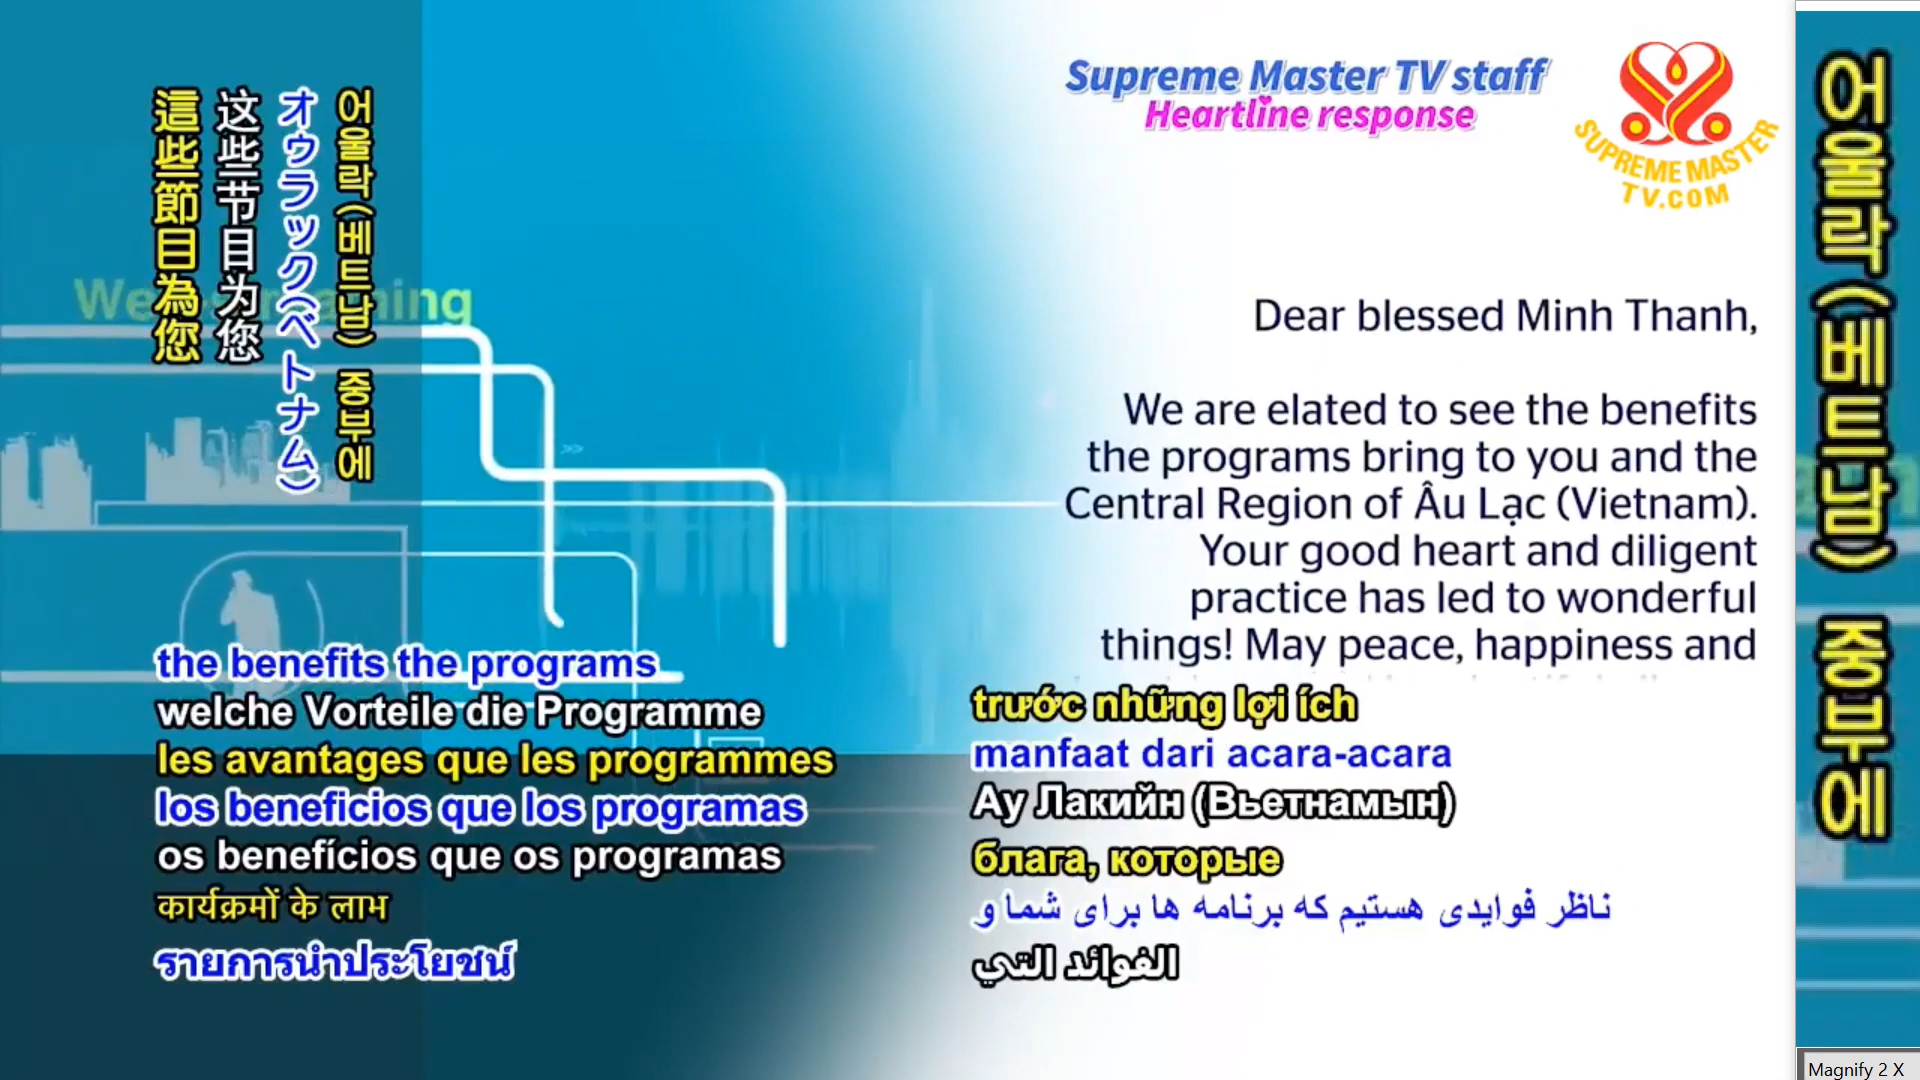 Supreme Master TV staff
Heartline response
SUPREME MASTER
TV.COM
這些節目為您
这些节目为您
オゥラック(ベトナム)
어울락(베트남) 중부에
Dear blessed Minh Thanh,
We are elated to see the benefits
the programs bring to you and the
Central Region of Âu Lạc (Vietnam).
Your good heart and diligent
practice has led to wonderful
things! May peace, happiness and
the benefits the programs
welche Vorteile die Programme
les avantages que les programmes
los beneficios que los programas
os benefícios que os programas
कार्यक्रमों के लाभ
รายการนำประโยชน์
trước những lợi ích
manfaat dari acara-acara
Ау Лакийн (Вьетнамын)
блага, которые
ناظر فوایدی هستیم که برنامه ها برای شما و
الفوائد التي
어울락(베트남) 중부에
Magnify 2 X